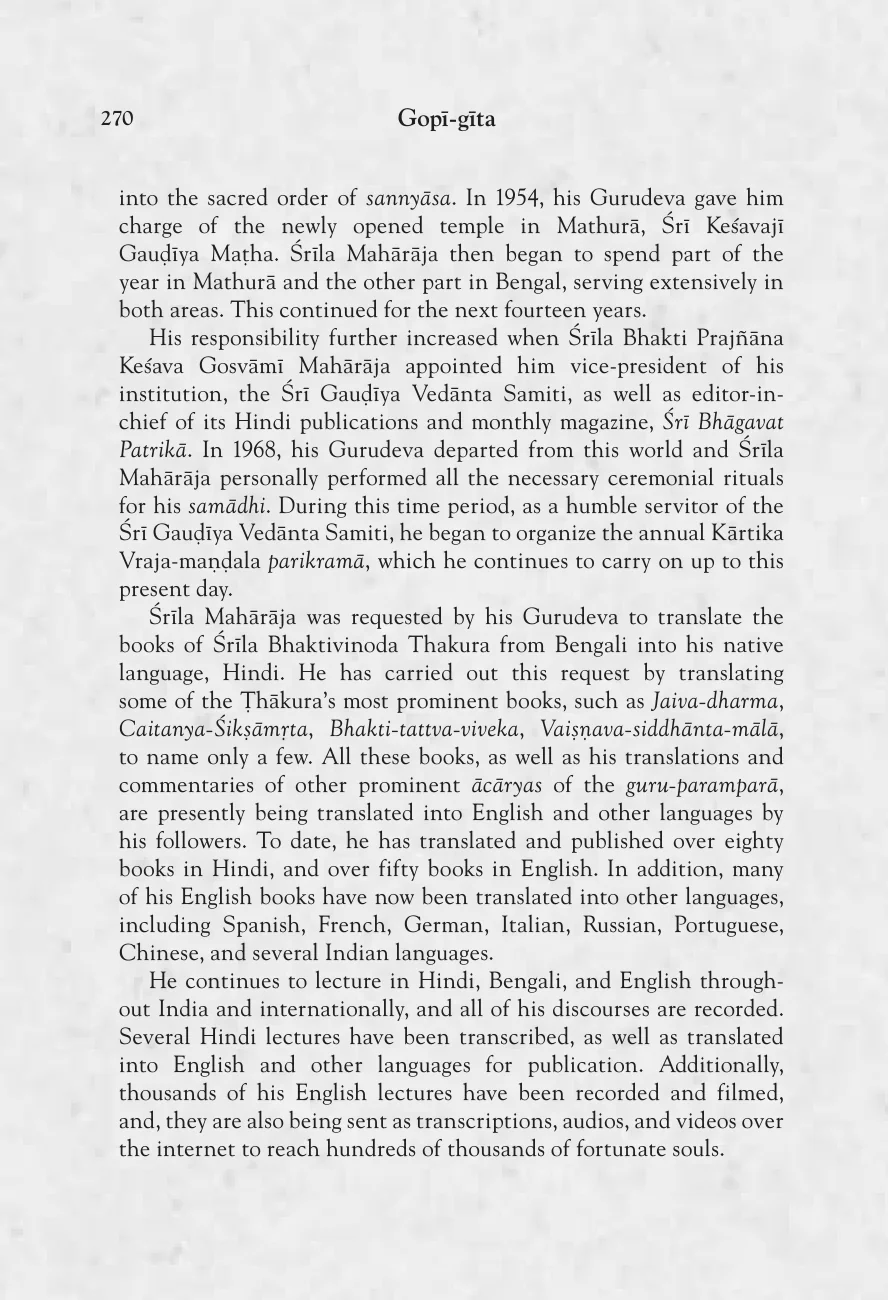 270
Gopī-gīta
into the sacred order of sannyāsa. In 1954, his Gurudeva gave him
charge of the newly opened temple in Mathurā, Śrī Keśavajī
Gauḍīya Maṭha. Śrīla Mahārāja then began to spend part of the
year in Mathurā and the other part in Bengal, serving extensively in
both areas. This continued for the next fourteen years.
His responsibility further increased when Śrīla Bhakti Prajñāna
Keśava Gosvāmī Mahārāja appointed him vice-president of his
institution, the Śrī Gauḍīya Vedānta Samiti, as well as editor-in-
chief of its Hindi publications and monthly magazine, Śrī Bhāgavat
Patrikā. In 1968, his Gurudeva departed from this world and Śrīla
Mahārāja personally performed all the necessary ceremonial rituals
for his samādhi. During this time period, as a humble servitor of the
Śrī Gauḍīya Vedānta Samiti, he began to organize the annual Kārtika
Vraja-maṇḍala parikramā, which he continues to carry on up to this
present day.
Śrīla Mahārāja was requested by his Gurudeva to translate the
books of Śrīla Bhaktivinoda Thakura from Bengali into his native
language, Hindi. He has carried out this request by translating
some of the Ṭhākura’s most prominent books, such as Jaiva-dharma,
Caitanya-Śikṣāmṛta, Bhakti-tattva-viveka, Vaiṣṇava-siddhānta-mālā,
to name only a few. All these books, as well as his translations and
commentaries of other prominent ācāryas of the guru-paramparā,
are presently being translated into English and other languages by
his followers. To date, he has translated and published over eighty
books in Hindi, and over fifty books in English. In addition, many
of his English books have now been translated into other languages,
including Spanish, French, German, Italian, Russian, Portuguese,
Chinese, and several Indian languages.
He continues to lecture in Hindi, Bengali, and English through-
out India and internationally, and all of his discourses are recorded.
Several Hindi lectures have been transcribed, as well as translated
into English and other languages for publication. Additionally,
thousands of his English lectures have been recorded and filmed,
and, they are also being sent as transcriptions, audios, and videos over
the internet to reach hundreds of thousands of fortunate souls.